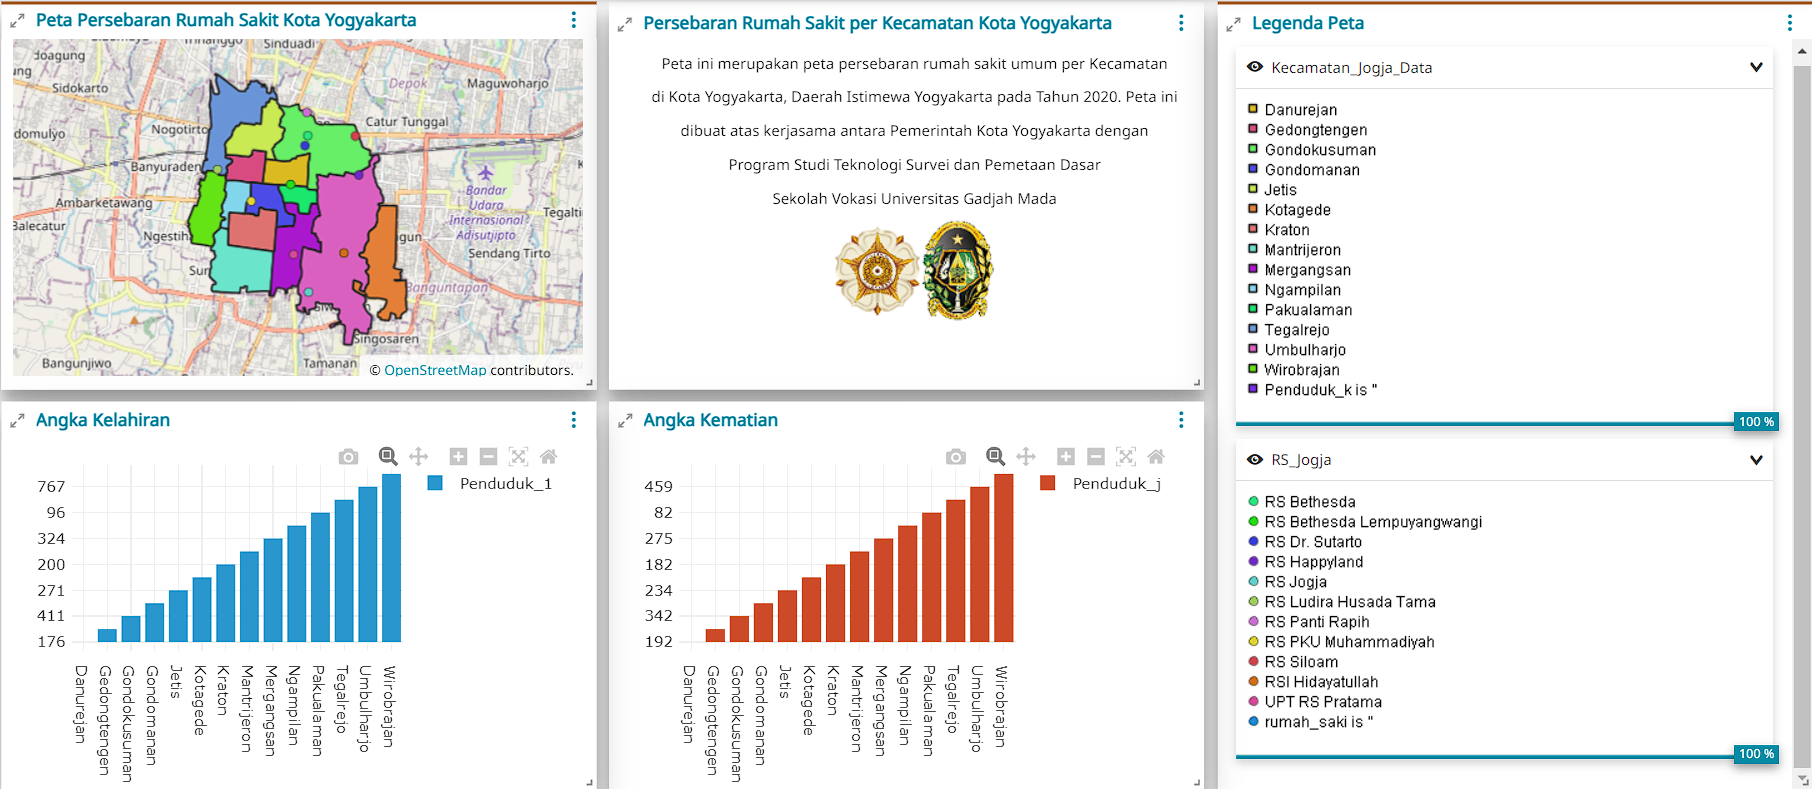 Peta Persebaran Rumah Sakit Kota Yogyakarta
Trihanggo
Sinduadi
Joagung
ung
Sidokarto
Depok
Maguwoharjo
Nogotirto
Catur Tunggal
domulyo
Banyuraden
Bandar
Udara
Internasional
Adisutjipto
Ambarketawang
Tegaltir
Balecatur
Ngestih
gun
Sendang Tirto
Sur
Banguntapan
Singosaren
Bangunjiwo
Tamanan
© OpenStreetMap contributors.
Persebaran Rumah Sakit per Kecamatan Kota Yogyakarta
Peta ini merupakan peta persebaran rumah sakit umum per Kecamatan
di Kota Yogyakarta, Daerah Istimewa Yogyakarta pada Tahun 2020. Peta ini
dibuat atas kerjasama antara Pemerintah Kota Yogyakarta dengan
Program Studi Teknologi Survei dan Pemetaan Dasar
Sekolah Vokasi Universitas Gadjah Mada
Legenda Peta
Kecamatan_Jogja_Data
Danurejan
Gedongtengen
Gondokusuman
Gondomanan
Jetis
Kotagede
Kraton
Mantrijeron
Mergangsan
Ngampilan
Pakualaman
Tegalrejo
Umbulharjo
Wirobrajan
Penduduk_k is "
100 %
RS_Jogja
RS Bethesda
RS Bethesda Lempuyangwangi
RS Dr. Sutarto
RS Happyland
RS Jogja
RS Ludira Husada Tama
RS Panti Rapih
RS PKU Muhammadiyah
RS Siloam
RSI Hidayatullah
UPT RS Pratama
rumah_saki is "
100 %
Angka Kelahiran
767
96
324
200
271
411
176
Penduduk_1
Danurejan
Gedongtengen
Gondokusuman
Gondomanan
Jetis
Kotagede
Kraton
Mantrijeron
Mergangsan
Ngampilan
Pakualaman
Tegalrejo
Umbulharjo
Wirobrajan
Angka Kematian
459
82
275
182
234
342
192
Penduduk_j
Danurejan
Gedongtengen
Gondokusuman
Gondomanan
Jetis
Kotagede
Kraton
Mantrijeron
Mergangsan
Ngampilan
Pakualaman
Tegalrejo
Umbulharjo
Wirobrajan